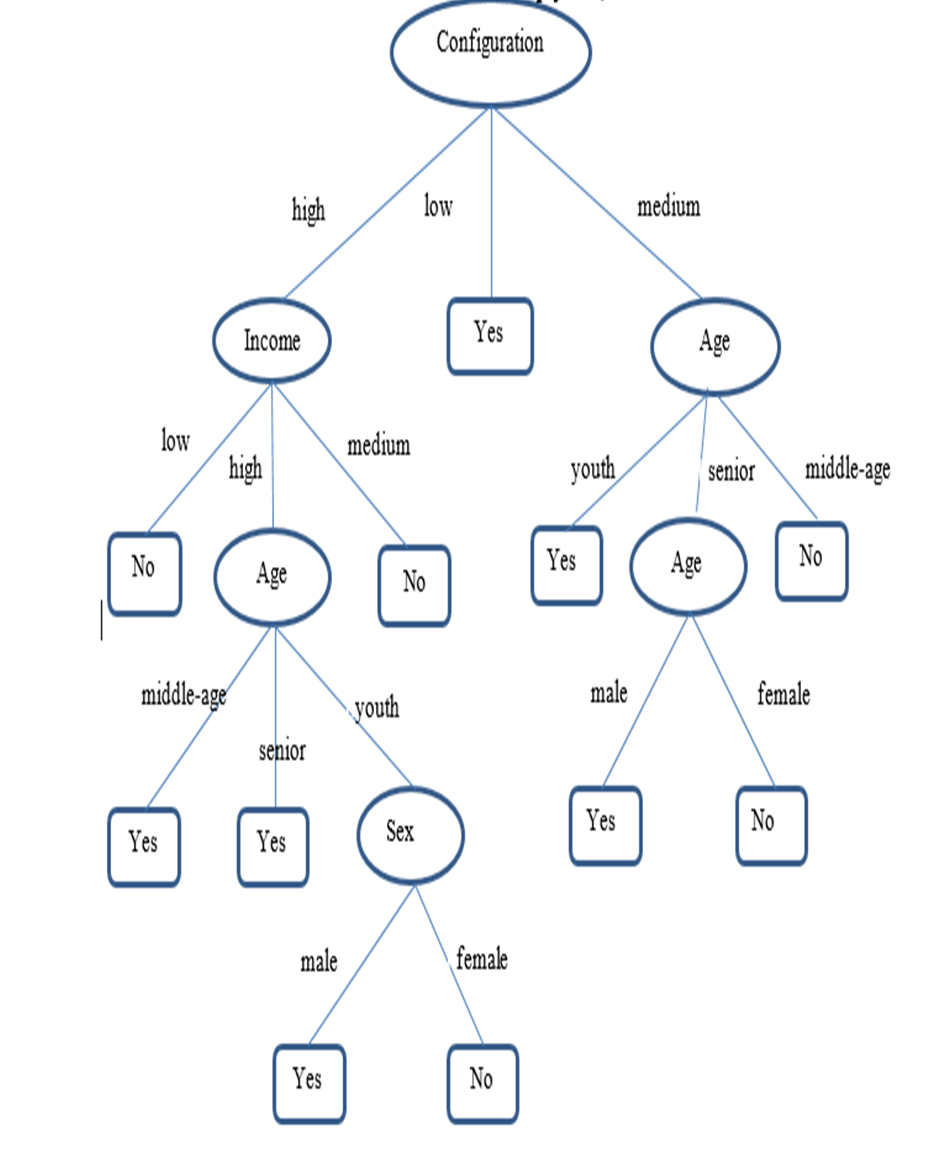 Configuration
high
low
medium
Income
Yes
Age
low
high
medium
youth
senior
middle-age
No
Age
No
Yes
Age
No
middle-age
senior
youth
male
female
Yes
Yes
Sex
Yes
No
male
female
Yes
No